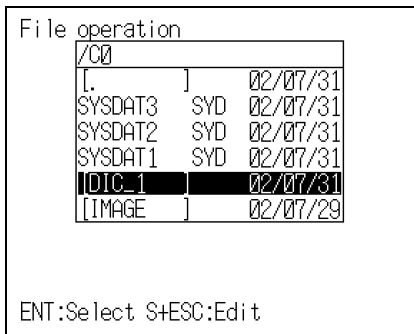 File operation
/C0
[. ] 02/07/31
SYSDAT3 SYD 02/07/31
SYSDAT2 SYD 02/07/31
SYSDAT1 SYD 02/07/31
[DIC_1 ] 02/07/31
[IMAGE ] 02/07/29
ENT:Select S+ESC:Edit